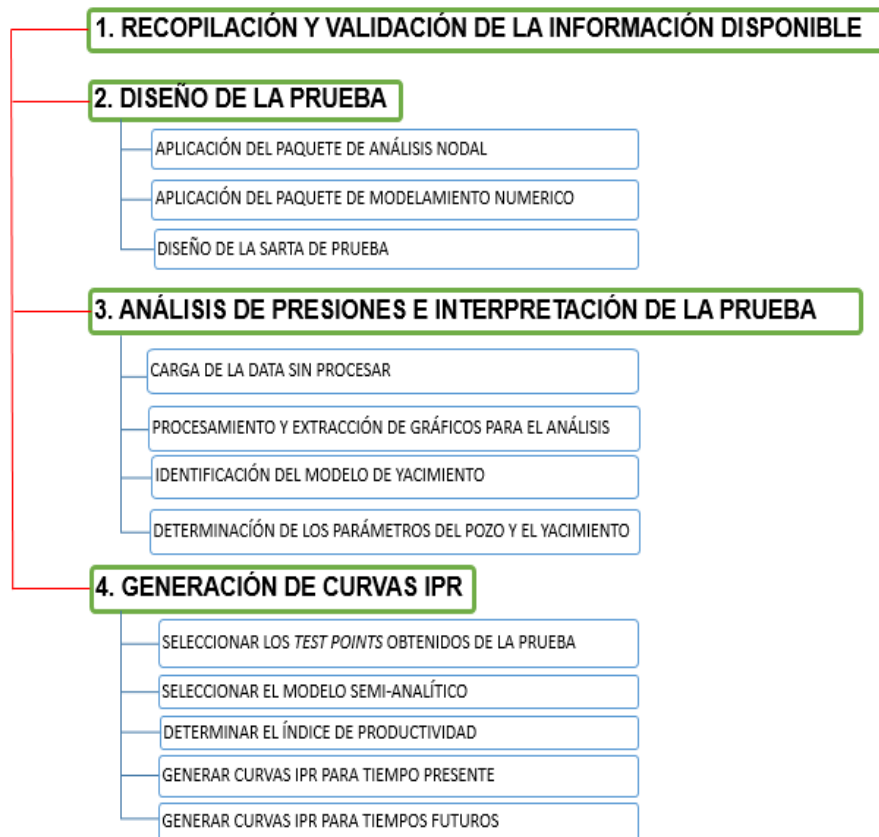 1. RECOPILACIÓN Y VALIDACIÓN DE LA INFORMACIÓN DISPONIBLE
2. DISEÑO DE LA PRUEBA
APLICACIÓN DEL PAQUETE DE ANÁLISIS NODAL
APLICACIÓN DEL PAQUETE DE MODELAMIENTO NUMERICO
DISEÑO DE LA SARTA DE PRUEBA
3. ANÁLISIS DE PRESIONES E INTERPRETACIÓN DE LA PRUEBA
CARGA DE LA DATA SIN PROCESAR
PROCESAMIENTO Y EXTRACCIÓN DE GRÁFICOS PARA EL ANÁLISIS
IDENTIFICACIÓN DEL MODELO DE YACIMIENTO
DETERMINACÍÓN DE LOS PARÁMETROS DEL POZO Y EL YACIMIENTO
4. GENERACIÓN DE CURVAS IPR
SELECCIONAR LOS TEST POINTS OBTENIDOS DE LA PRUEBA
SELECCIONAR EL MODELO SEMI-ANALÍTICO
DETERMINAR EL ÍNDICE DE PRODUCTIVIDAD
GENERAR CURVAS IPR PARA TIEMPO PRESENTE
GENERAR CURVAS IPR PARA TIEMPOS FUTUROS